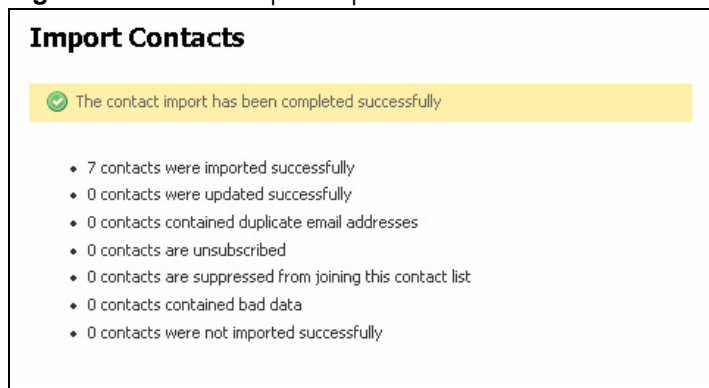 Import Contacts
The contact import has been completed successfully
• 7 contacts were imported successfully
• 0 contacts were updated successfully
• 0 contacts contained duplicate email addresses
• 0 contacts are unsubscribed
• 0 contacts are suppressed from joining this contact list
• 0 contacts contained bad data
• 0 contacts were not imported successfully